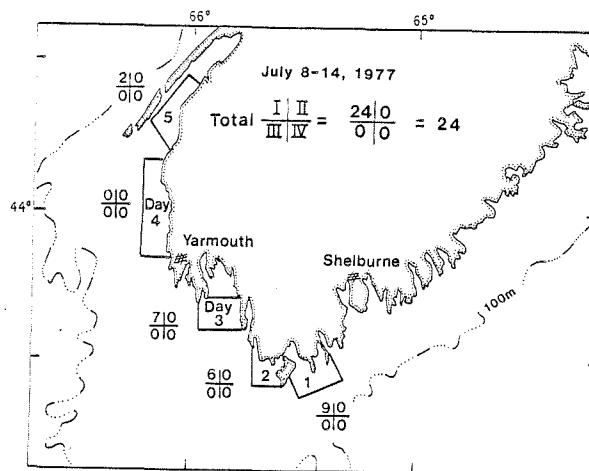 66
65
July 8-14, 1977
2|0
0|0
Total I|II = 24|0 = 24
III|IV 0|0
5
0|0
0|0
Day
4
44°
Yarmouth
Shelburne
100m
Day
3
7|0
0|0
6|0
0|0
2
1
9|0
0|0